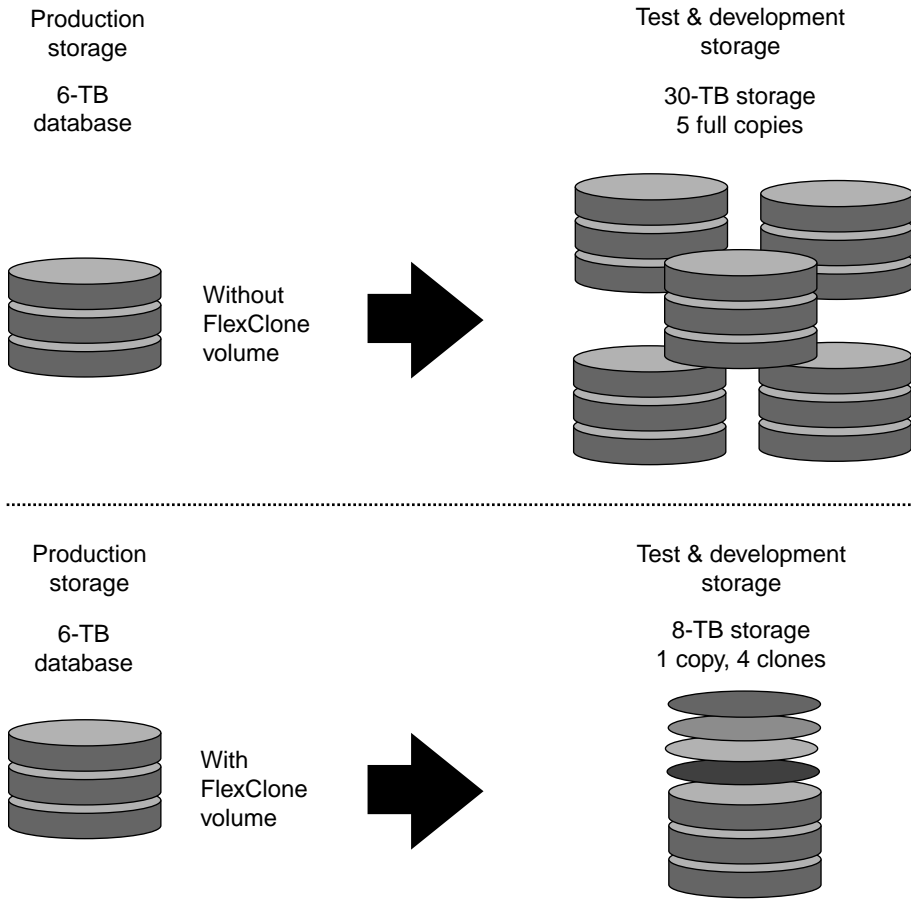 Production
storage
6-TB
database
Without
FlexClone
volume
Test & development
storage
30-TB storage
5 full copies
Production
storage
6-TB
database
With
FlexClone
volume
Test & development
storage
8-TB storage
1 copy, 4 clones